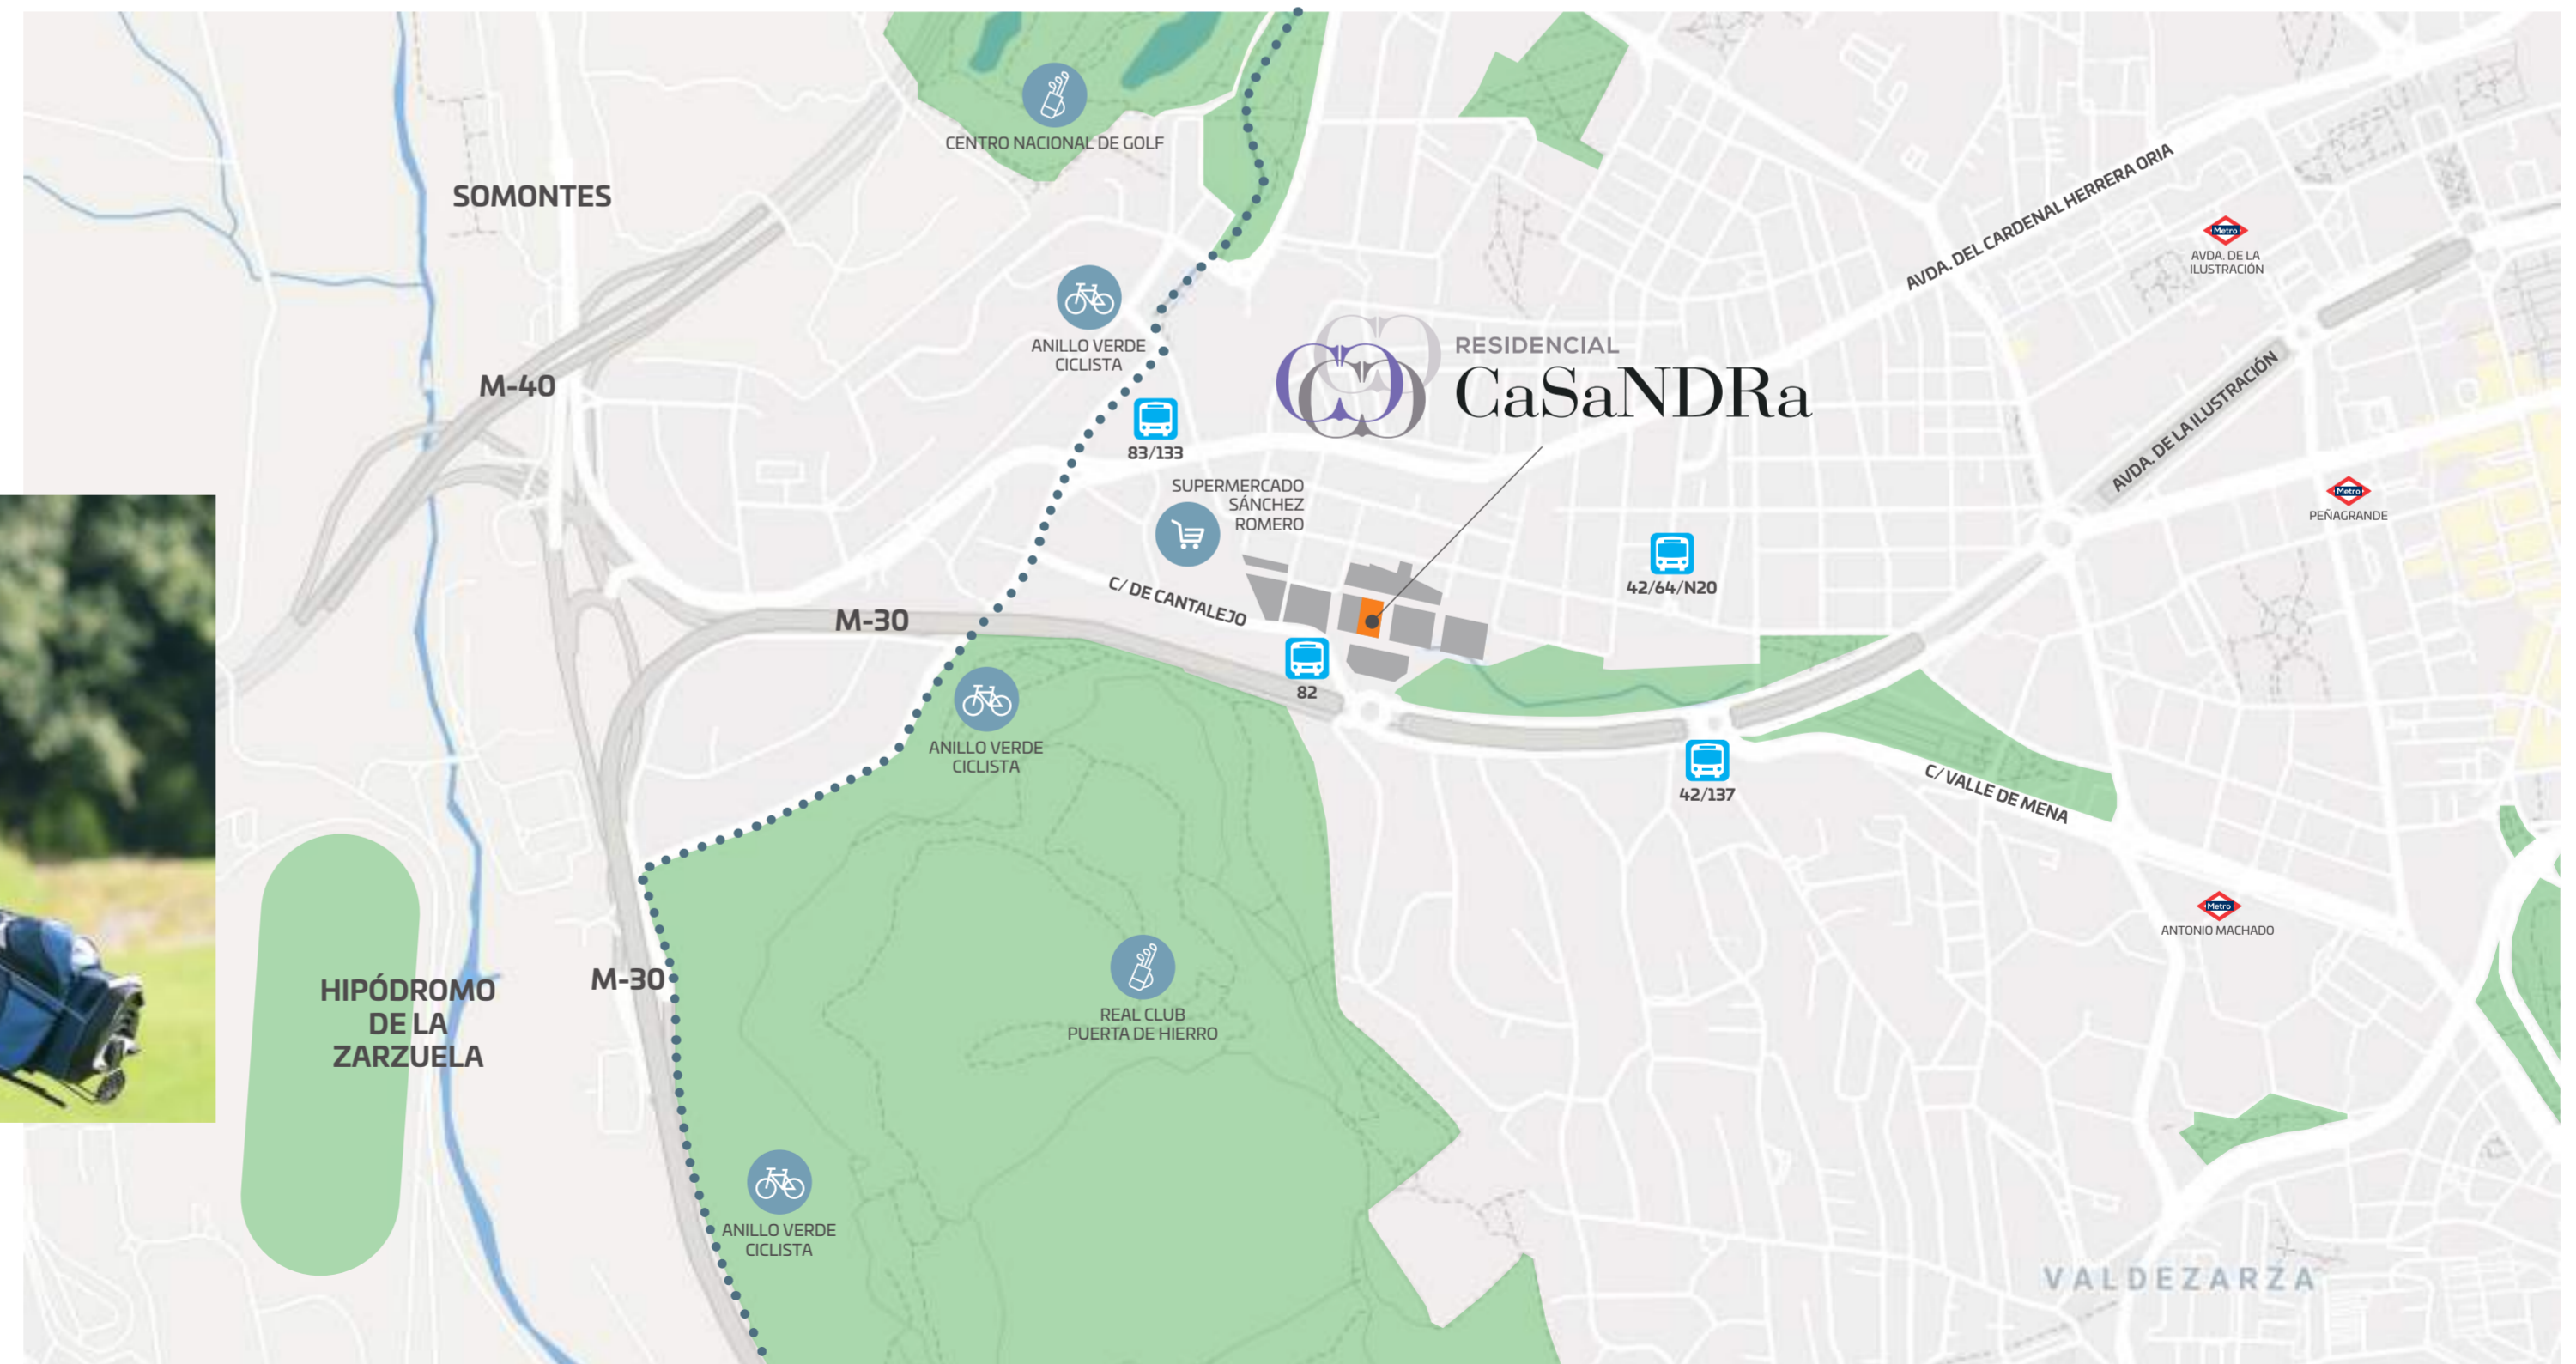 CENTRO NACIONAL DE GOLF
SOMONTES
AVDA. DEL CARDENAL HERRERA ORIA
Metro
AVDA. DE LA
ILUSTRACIÓN
ANILLO VERDE
CICLISTA
RESIDENCIAL
CaSaNDRa
M-40
83/133
AVDA. DE LA ILUSTRACIÓN
SUPERMERCADO
SÁNCHEZ
ROMERO
Metro
PEÑAGRANDE
42/64/N20
C/ DE CANTALEJO
M-30
82
ANILLO VERDE
CICLISTA
42/137
C/ VALLE DE MENA
Metro
ANTONIO MACHADO
M-30
HIPÓDROMO
DE LA
ZARZUELA
REAL CLUB
PUERTA DE HIERRO
ANILLO VERDE
CICLISTA
VALDEZARZA